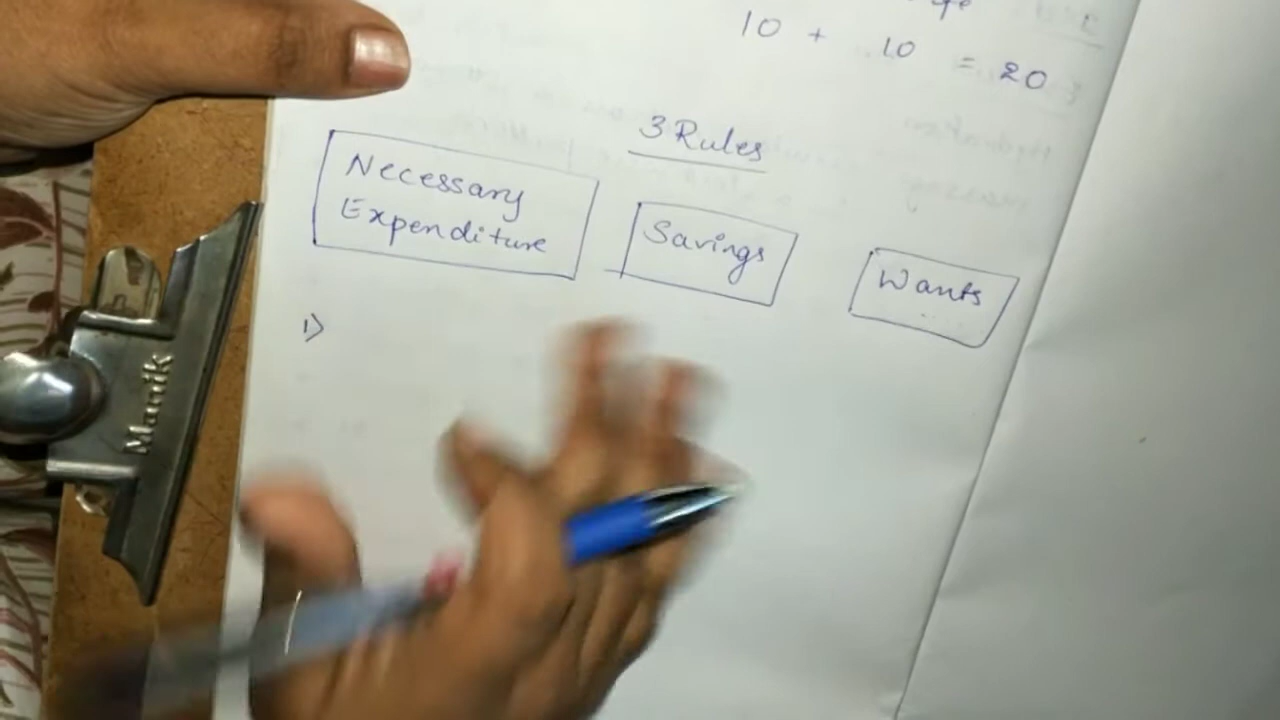 10 + 10 = 20
3 Rules
Necessary
Expenditure
Savings
Wants
1)
Manik